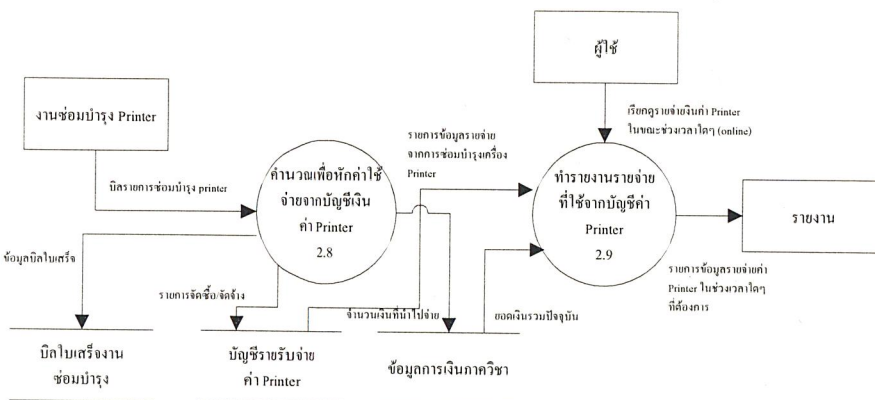 ผู้ใช้
งานซ่อมบำรุง Printer
เรียกดูรายจ่ายเงินค่า Printer
ในขณะช่วงเวลาใดๆ (online)
รายการข้อมูลรายจ่าย
จากการซ่อมบำรุงเครื่อง
Printer
คำนวณเพื่อหักค่าใช้
จ่ายจากบัญชีเงิน
ค่า Printer
2.8
ทำรายงานรายจ่าย
ที่ใช้จากบัญชีค่า
Printer
2.9
บิลรายการซ่อมบำรุง printer
รายงาน
ข้อมูลบิลใบเสร็จ
รายการข้อมูลรายจ่ายค่า
Printer ในช่วงเวลาใดๆ
ที่ต้องการ
รายการจัดซื้อ/จัดจ้าง
จำนวนเงินที่นำไปจ่าย
ยอดเงินรวมปัจจุบัน
บิลใบเสร็จงาน
ซ่อมบำรุง
บัญชีรายรับจ่าย
ค่า Printer
ข้อมูลการเงินภาควิชา